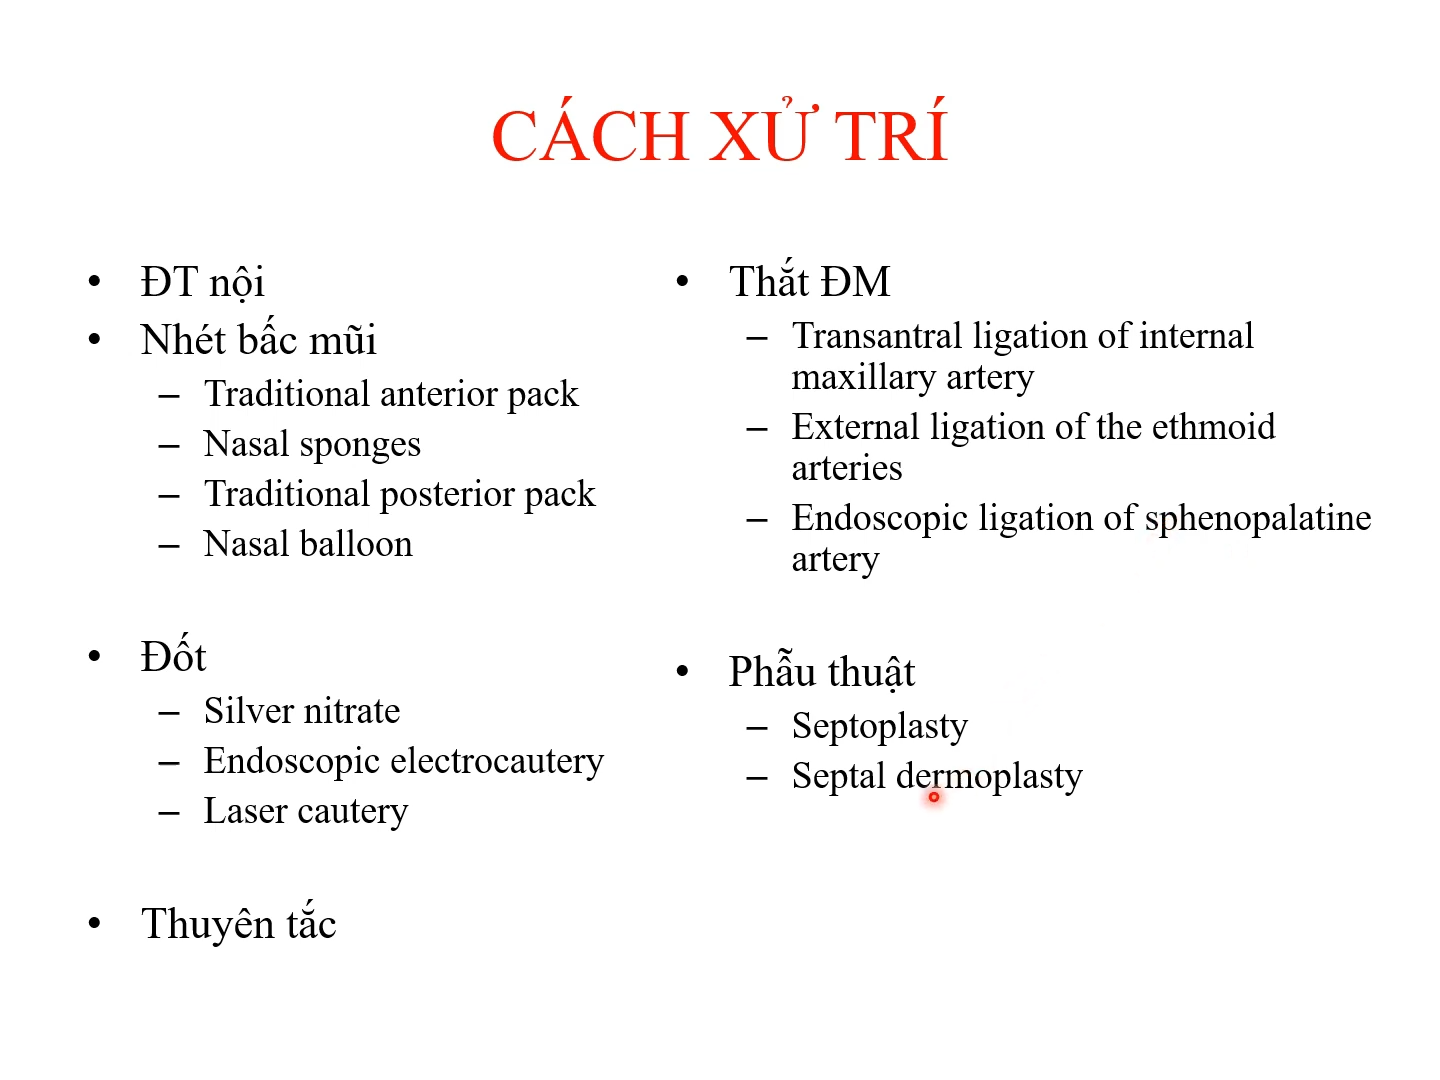 CÁCH XỬ TRÍ
• ĐT nội
• Nhét bấc mũi
– Traditional anterior pack
– Nasal sponges
– Traditional posterior pack
– Nasal balloon
• Đốt
– Silver nitrate
– Endoscopic electrocautery
– Laser cautery
• Thuyên tắc
• Thắt ĐM
– Transantral ligation of internal
maxillary artery
– External ligation of the ethmoid
arteries
– Endoscopic ligation of sphenopalatine
artery
• Phẫu thuật
– Septoplasty
– Septal dermoplasty